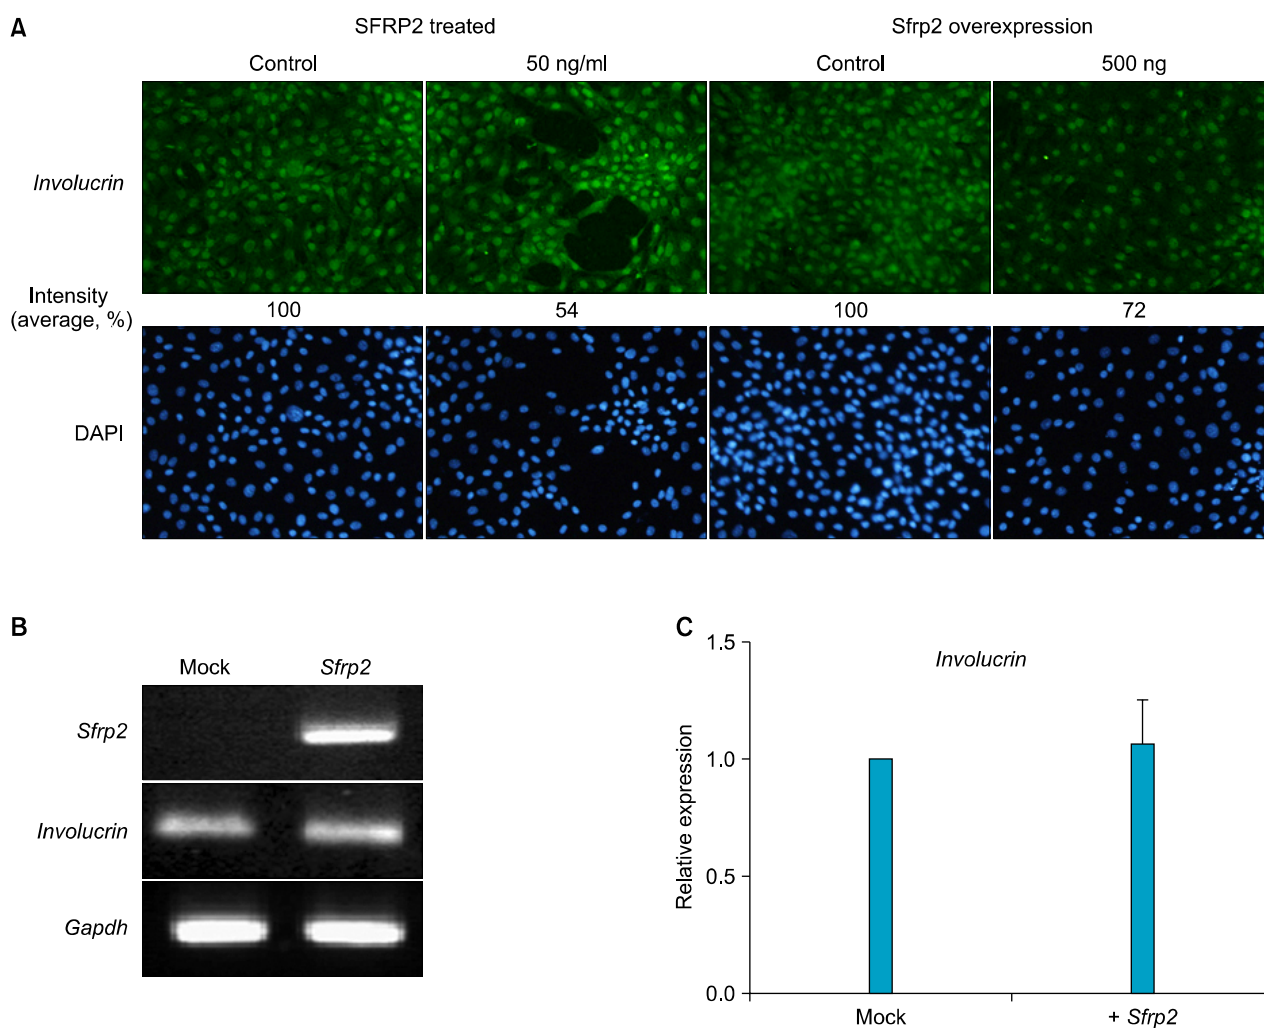 A
SFRP2 treated
Sfrp2 overexpression
Control
50 ng/ml
Control
500 ng
Involucrin
Intensity
(average, %)
100
54
100
72
DAPI
B
Mock
Sfrp2
Sfrp2
Involucrin
Gapdh
C
Involucrin
Relative expression
1.5
1.0
0.5
0.0
Mock
+ Sfrp2